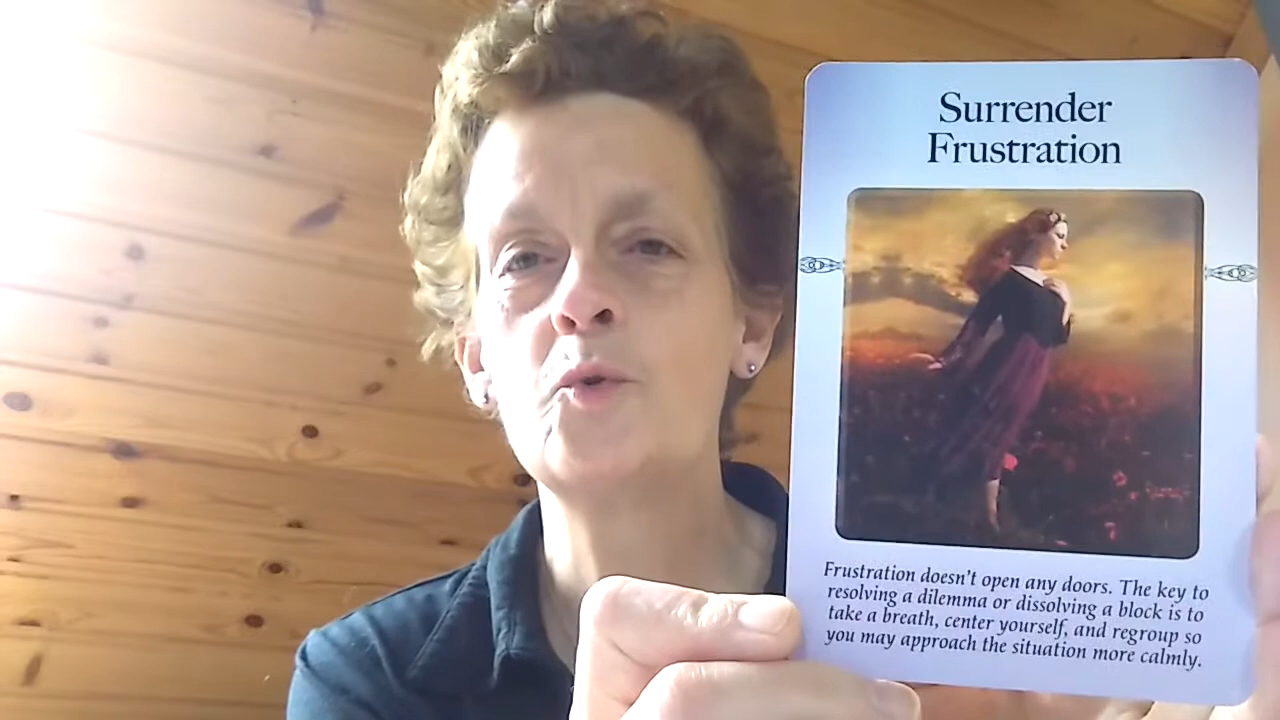 Surrender
Frustration
Frustration doesn't open any doors. The key to
resolving a dilemma or dissolving a block is to
take a breath, center yourself, and regroup so
you may approach the situation more calmly.